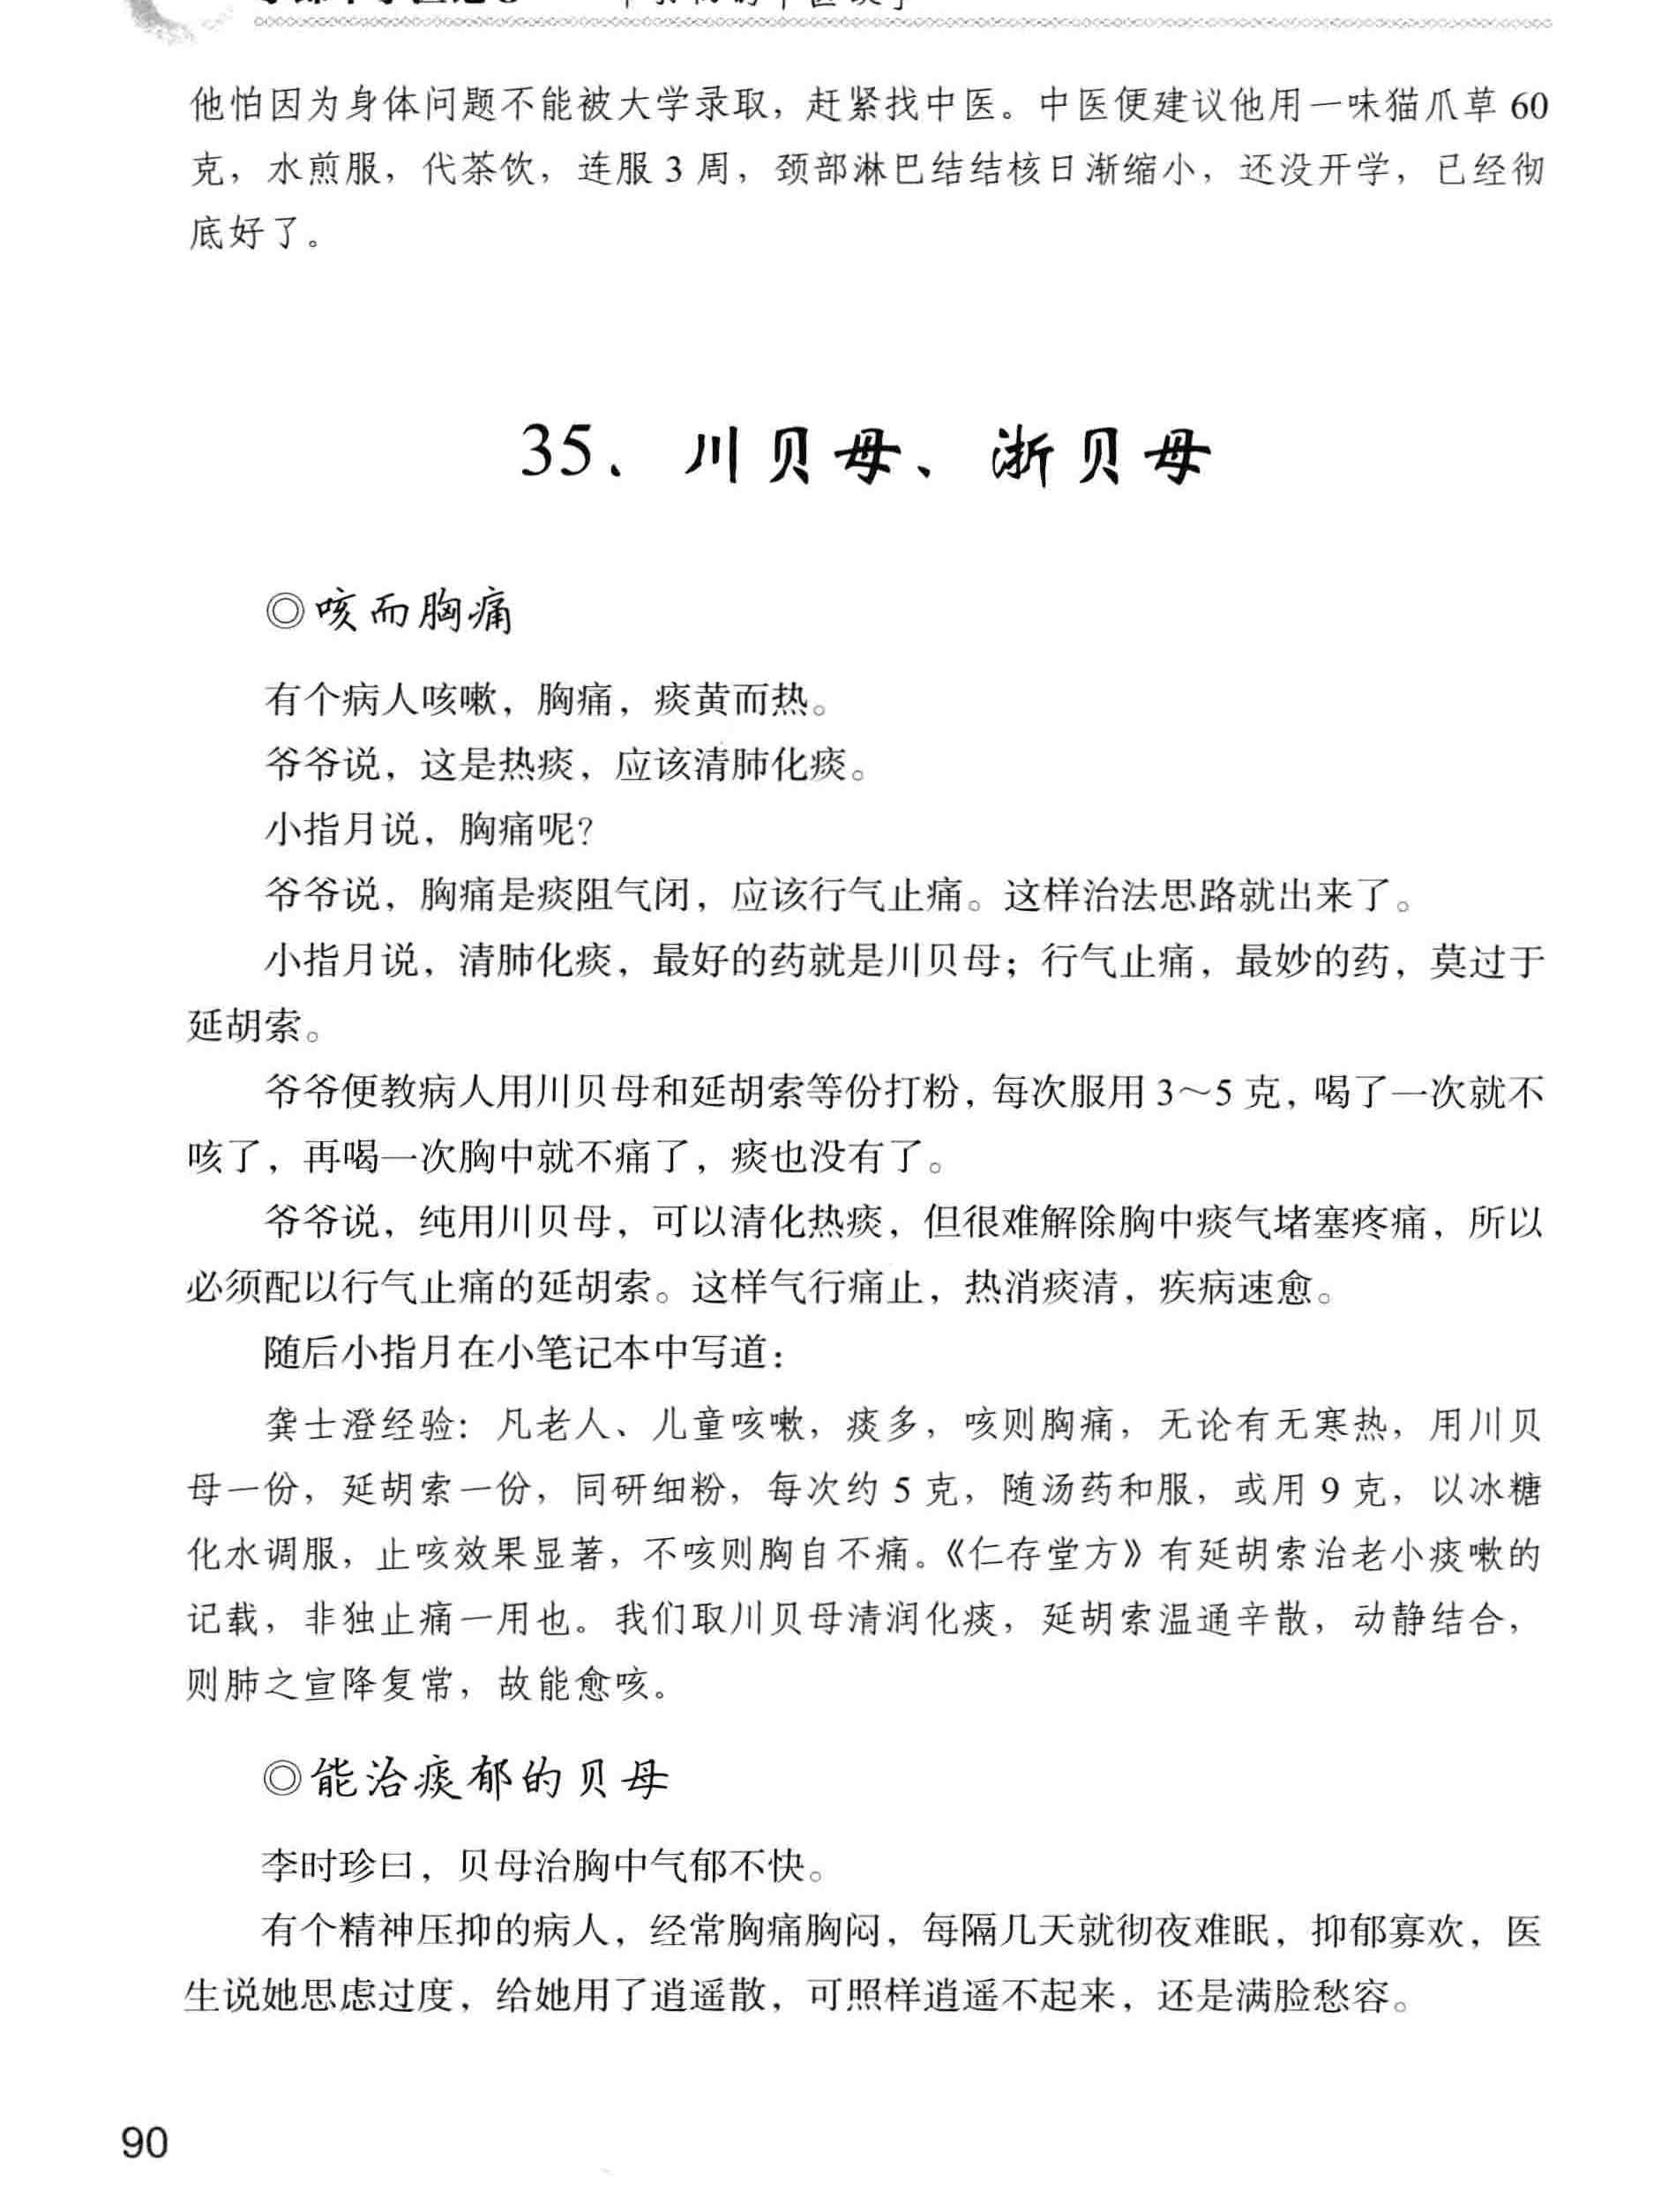 他怕因为身体问题不能被大学录取，赶紧找中医。中医便建议他用一味猫爪草 60
克，水煎服，代茶饮，连服 3 周，颈部淋巴结结核日渐缩小，还没开学，已经彻
底好了。
35、川贝母、浙贝母
◎咳而胸痛
有个病人咳嗽，胸痛，痰黄而热。
爷爷说，这是热痰，应该清肺化痰。
小指月说，胸痛呢？
爷爷说，胸痛是痰阻气闭，应该行气止痛。这样治法思路就出来了。
小指月说，清肺化痰，最好的药就是川贝母；行气止痛，最妙的药，莫过于
延胡索。
爷爷便教病人用川贝母和延胡索等份打粉，每次服用 3～5 克，喝了一次就不
咳了，再喝一次胸中就不痛了，痰也没有了。
爷爷说，纯用川贝母，可以清化热痰，但很难解除胸中痰气堵塞疼痛，所以
必须配以行气止痛的延胡索。这样气行痛止，热消痰清，疾病速愈。
随后小指月在小笔记本中写道：
龚士澄经验：凡老人、儿童咳嗽，痰多，咳则胸痛，无论有无寒热，用川贝
母一份，延胡索一份，同研细粉，每次约 5 克，随汤药和服，或用 9 克，以冰糖
化水调服，止咳效果显著，不咳则胸自不痛。《仁存堂方》有延胡索治老小痰嗽的
记载，非独止痛一用也。我们取川贝母清润化痰，延胡索温通辛散，动静结合，
则肺之宣降复常，故能愈咳。
◎能治痰郁的贝母
李时珍曰，贝母治胸中气郁不快。
有个精神压抑的病人，经常胸痛胸闷，每隔几天就彻夜难眠，抑郁寡欢，医
生说她思虑过度，给她用了逍遥散，可照样逍遥不起来，还是满脸愁容。
90